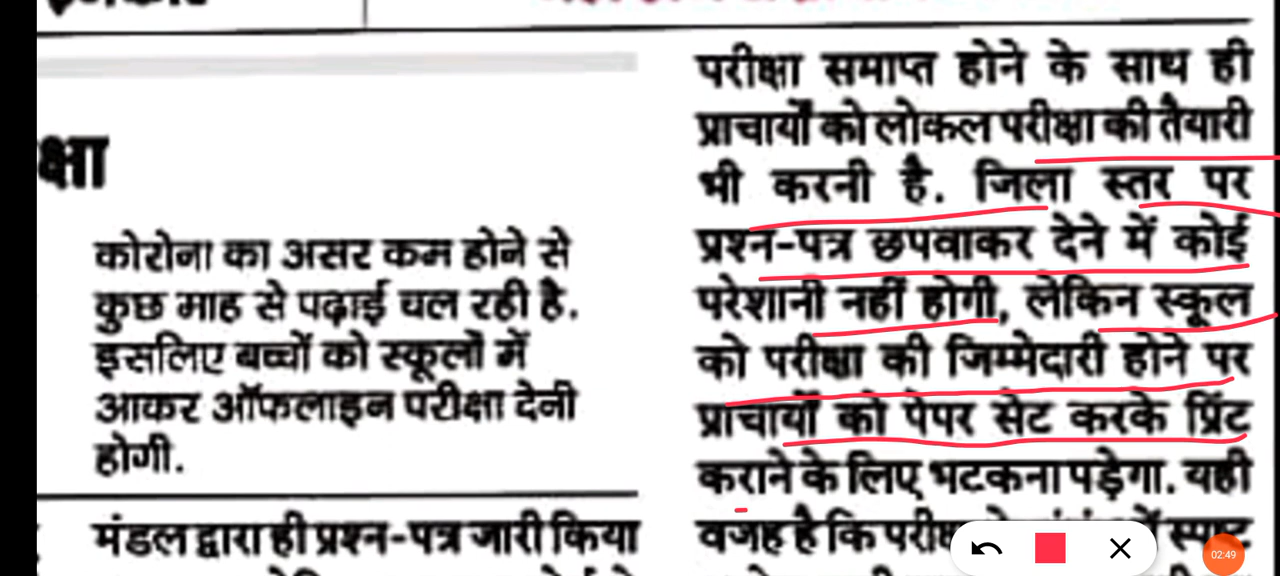 क्षा
कोरोना का असर कम होने से
कुछ माह से पढ़ाई चल रही है.
इसलिए बच्चों को स्कूलों में
आकर ऑफलाइन परीक्षा देनी
होगी.
मंडल द्वारा ही प्रश्न-पत्र जारी किया
परीक्षा समाप्त होने के साथ ही
प्राचार्यों को लोकल परीक्षा की तैयारी
भी करनी है. जिला स्तर पर
प्रश्न-पत्र छपवाकर देने में कोई
परेशानी नहीं होगी, लेकिन स्कूल
को परीक्षा की जिम्मेदारी होने पर
प्राचार्यों को पेपर सेट करके प्रिंट
कराने के लिए भटकना पड़ेगा. यही
वजह है कि स्पष्ट
02:49